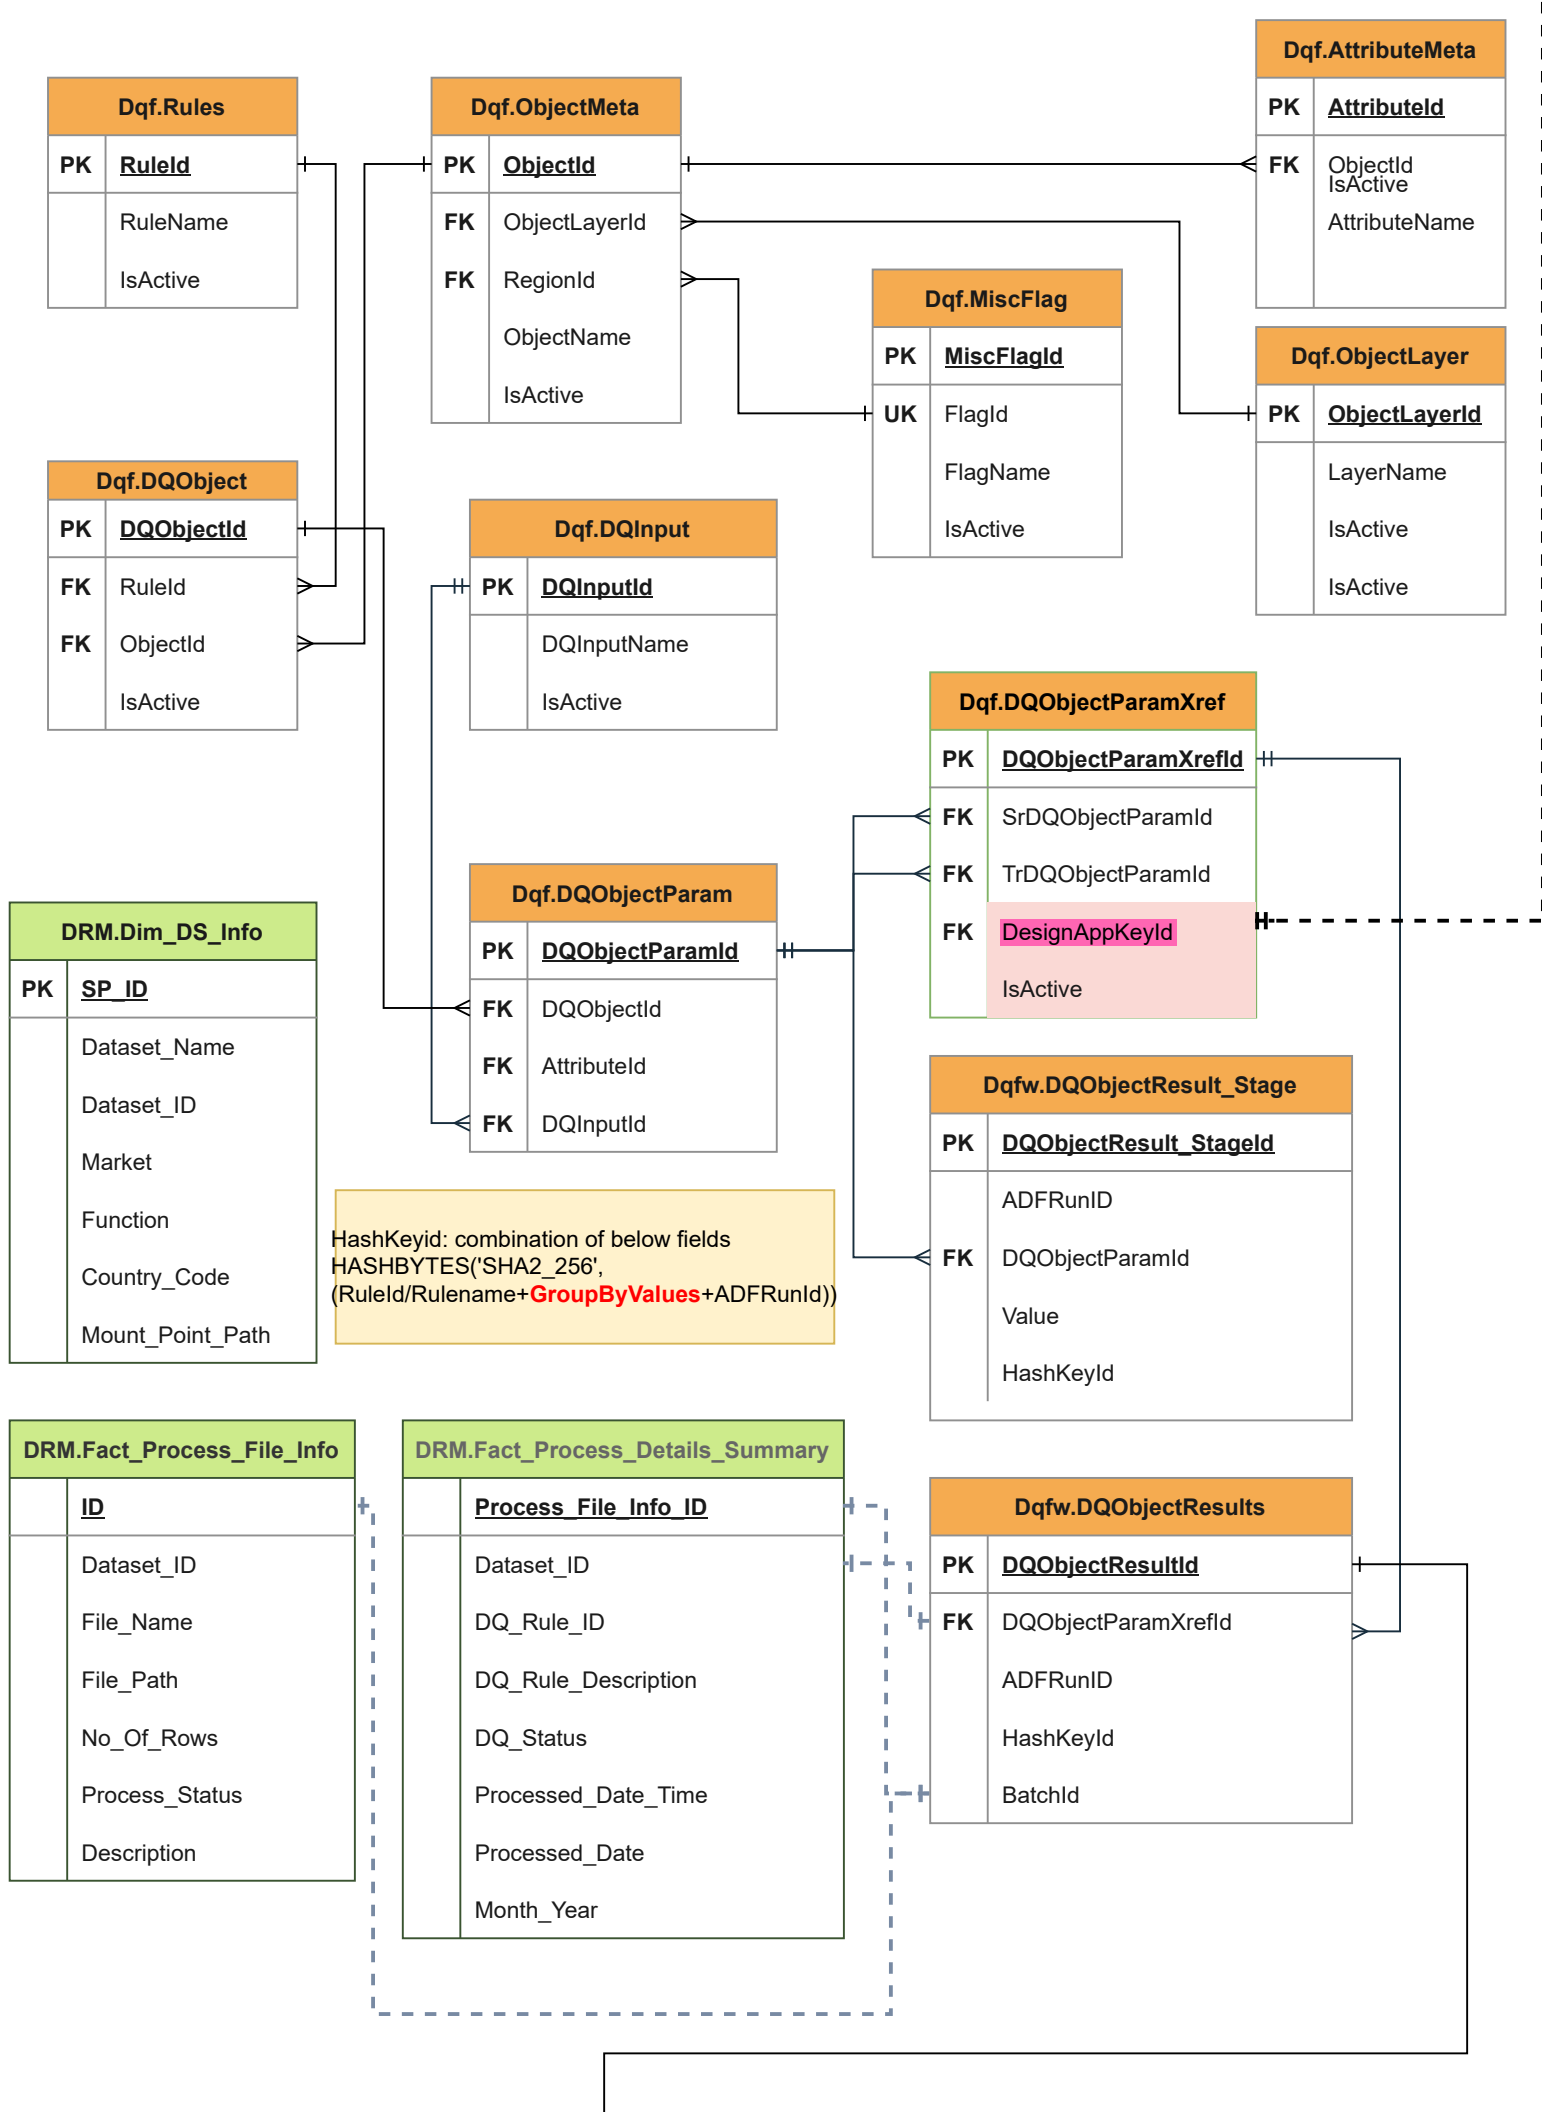 Dqf.Rules
PK RuleId
RuleName
IsActive
Dqf.ObjectMeta
PK ObjectId
FK ObjectLayerId
FK RegionId
ObjectName
IsActive
Dqf.AttributeMeta
PK AttributeId
FK ObjectId
IsActive
AttributeName
Dqf.MiscFlag
PK MiscFlagId
UK FlagId
FlagName
IsActive
Dqf.ObjectLayer
PK ObjectLayerId
LayerName
IsActive
IsActive
Dqf.DQObject
PK DQObjectId
FK RuleId
FK ObjectId
IsActive
Dqf.DQInput
PK DQInputId
DQInputName
IsActive
Dqf.DQObjectParamXref
PK DQObjectParamXrefId
FK SrDQObjectParamId
FK TrDQObjectParamId
FK DesignAppKeyId
IsActive
Dqf.DQObjectParam
PK DQObjectParamId
FK DQObjectId
FK AttributeId
FK DQInputId
DRM.Dim_DS_Info
PK SP_ID
Dataset_Name
Dataset_ID
Market
Function
Country_Code
Mount_Point_Path
HashKeyid: combination of below fields
HASHBYTES('SHA2_256',
(RuleId/Rulename+GroupByValues+ADFRunId))
Dqfw.DQObjectResult_Stage
PK DQObjectResult_StageId
ADFRunID
FK DQObjectParamId
Value
HashKeyId
DRM.Fact_Process_File_Info
ID
Dataset_ID
File_Name
File_Path
No_Of_Rows
Process_Status
Description
DRM.Fact_Process_Details_Summary
Process_File_Info_ID
Dataset_ID
DQ_Rule_ID
DQ_Rule_Description
DQ_Status
Processed_Date_Time
Processed_Date
Month_Year
Dqfw.DQObjectResults
PK DQObjectResultId
FK DQObjectParamXrefId
ADFRunID
HashKeyId
BatchId